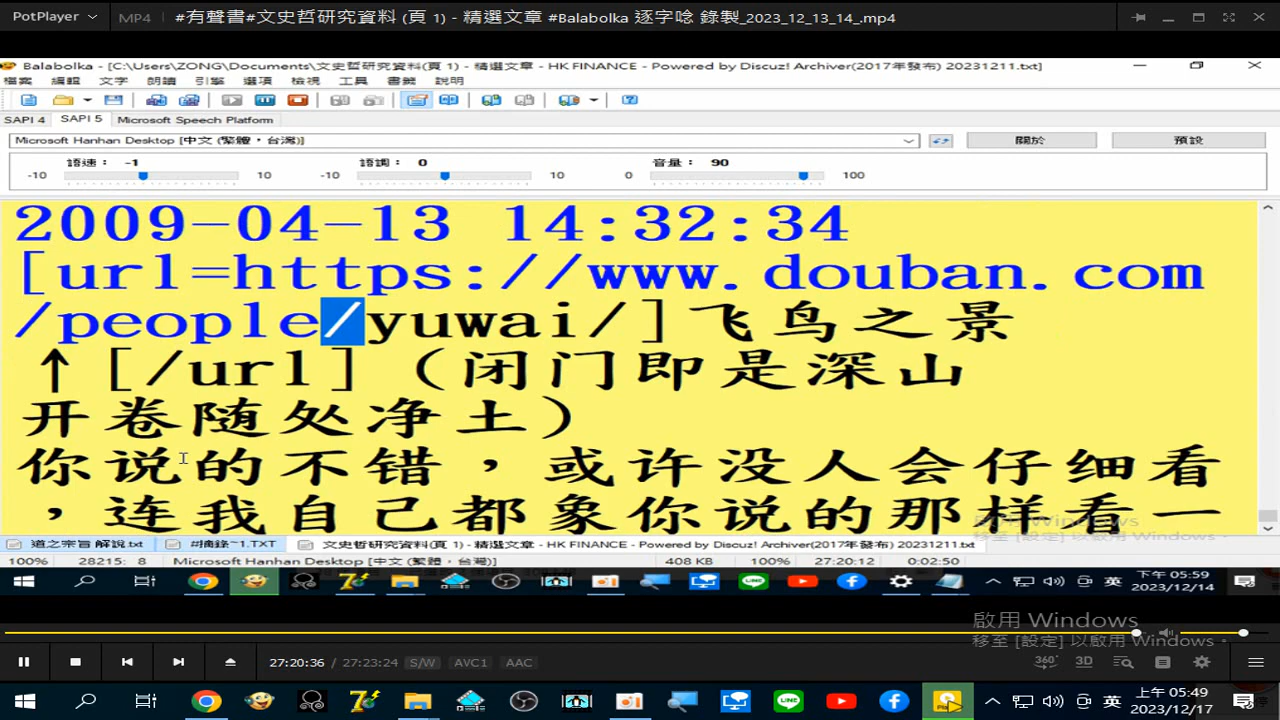 PotPlayer MP4 #有聲書#文史哲研究資料 (頁 1) - 精選文章 #Balabolka 逐字唸 錄製_2023_12_13_14_.mp4
Balabolka - [C:\Users\ZONG\Documents\文史哲研究資料(頁 1) - 精選文章 - HK FINANCE - Powered by Discuz! Archiver(2017年發布) 20231211.txt]
檔案 編輯 文字 朗讀 引擎 選項 檢視 工具 書籤 說明
SAPI 4 SAPI 5 Microsoft Speech Platform
Microsoft Hanhan Desktop [中文 (繁體，台灣)] 關於 預設
語速： -1 語調： 0 音量： 90
-10 10 -10 10 0 100
2009-04-13 14:32:34
[url=https://www.douban.com
/people/yuwai/]飞鸟之景
↑[/url]（闭门即是深山
开卷随处净土）
你说的不错，或许没人会仔细看
，连我自己都象你说的那样看一
啟用 Windows
移至 [設定] 以啟用 Windows。
道之宗旨 解說.txt #摘錄~1.TXT 文史哲研究資料(頁 1) - 精選文章 - HK FINANCE - Powered by Discuz! Archiver(2017年發布) 20231211.txt
100% 28215: 8 Microsoft Hanhan Desktop [中文 (繁體，台灣)] 408 KB 100% 27:20:12 0:02:50
英 下午 05:59
2023/12/14
啟用 Windows
移至 [設定] 以啟用 Windows。
27:20:36 / 27:23:24 S/W AVC1 AAC 360° 3D
英 上午 05:49
2023/12/17